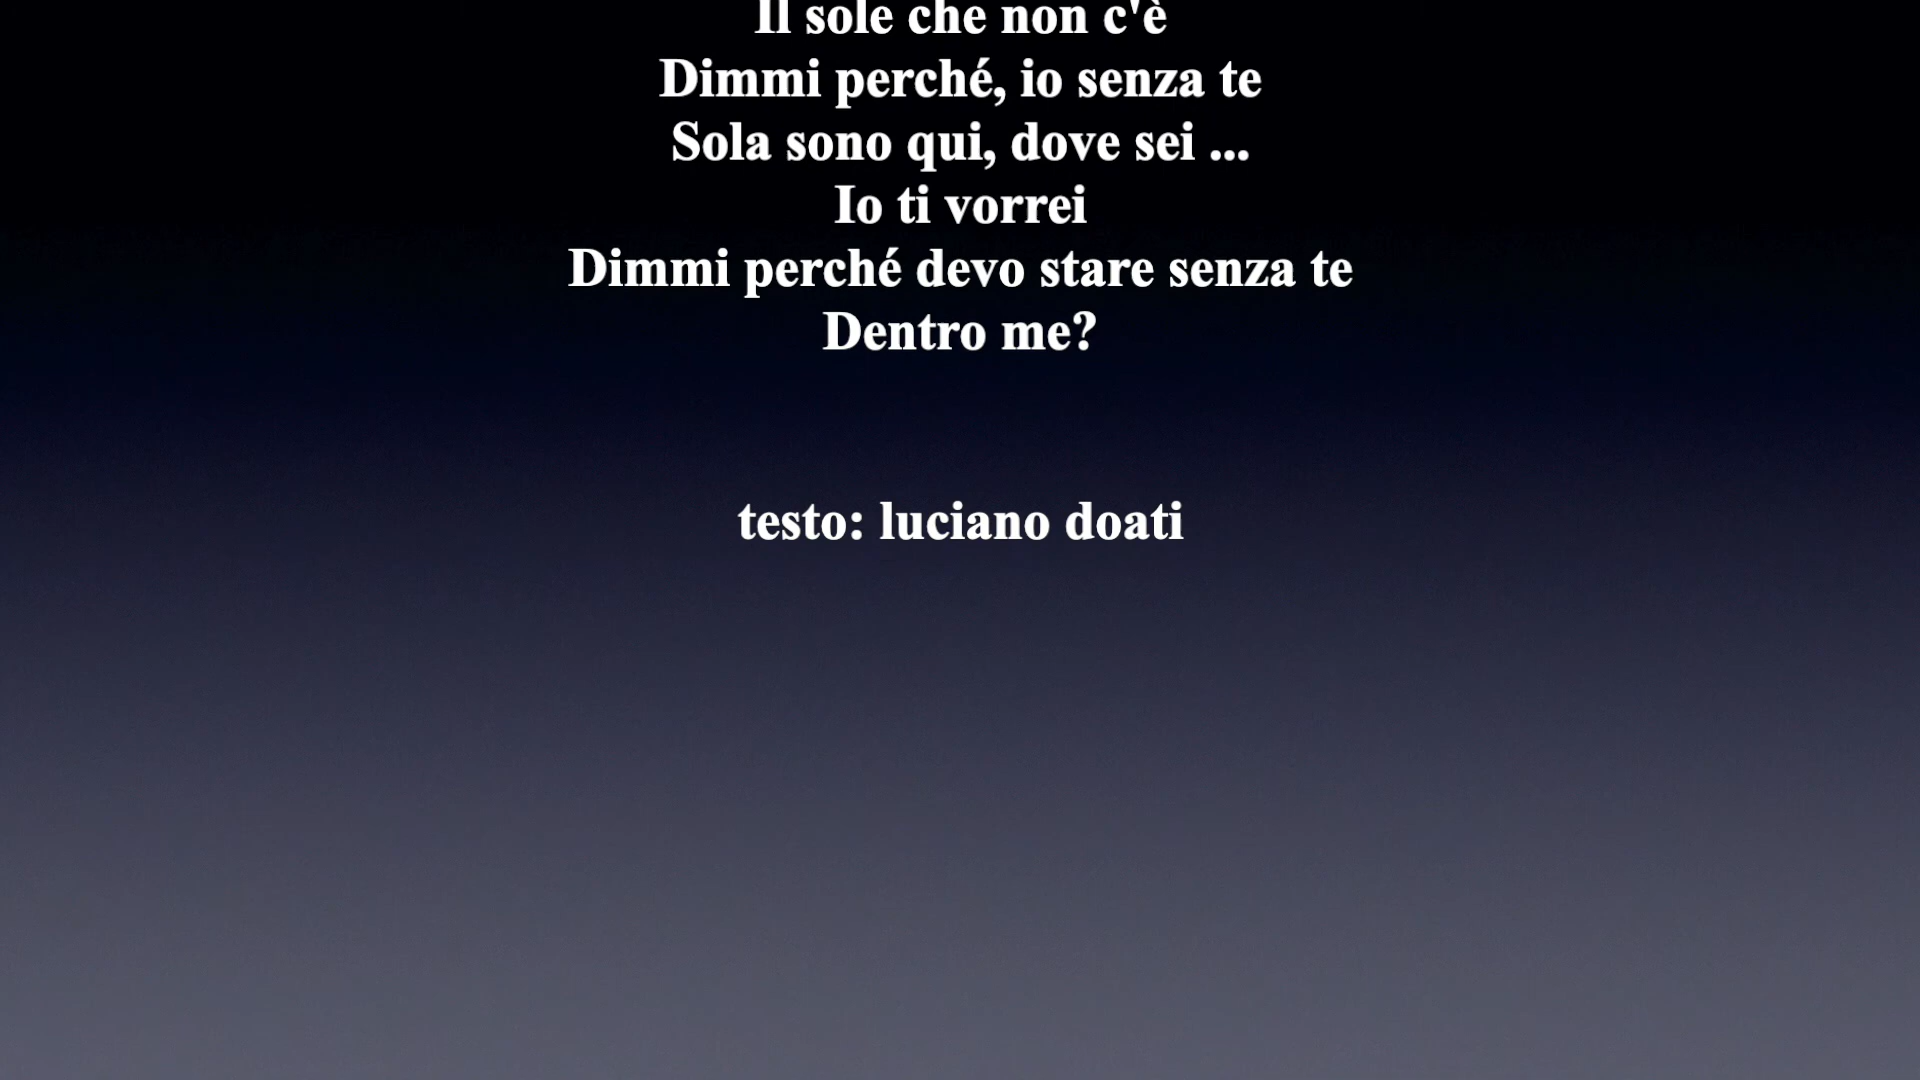 Il sole che non c'è
Dimmi perché, io senza te
Sola sono qui, dove sei ...
Io ti vorrei
Dimmi perché devo stare senza te
Dentro me?
testo: luciano doati